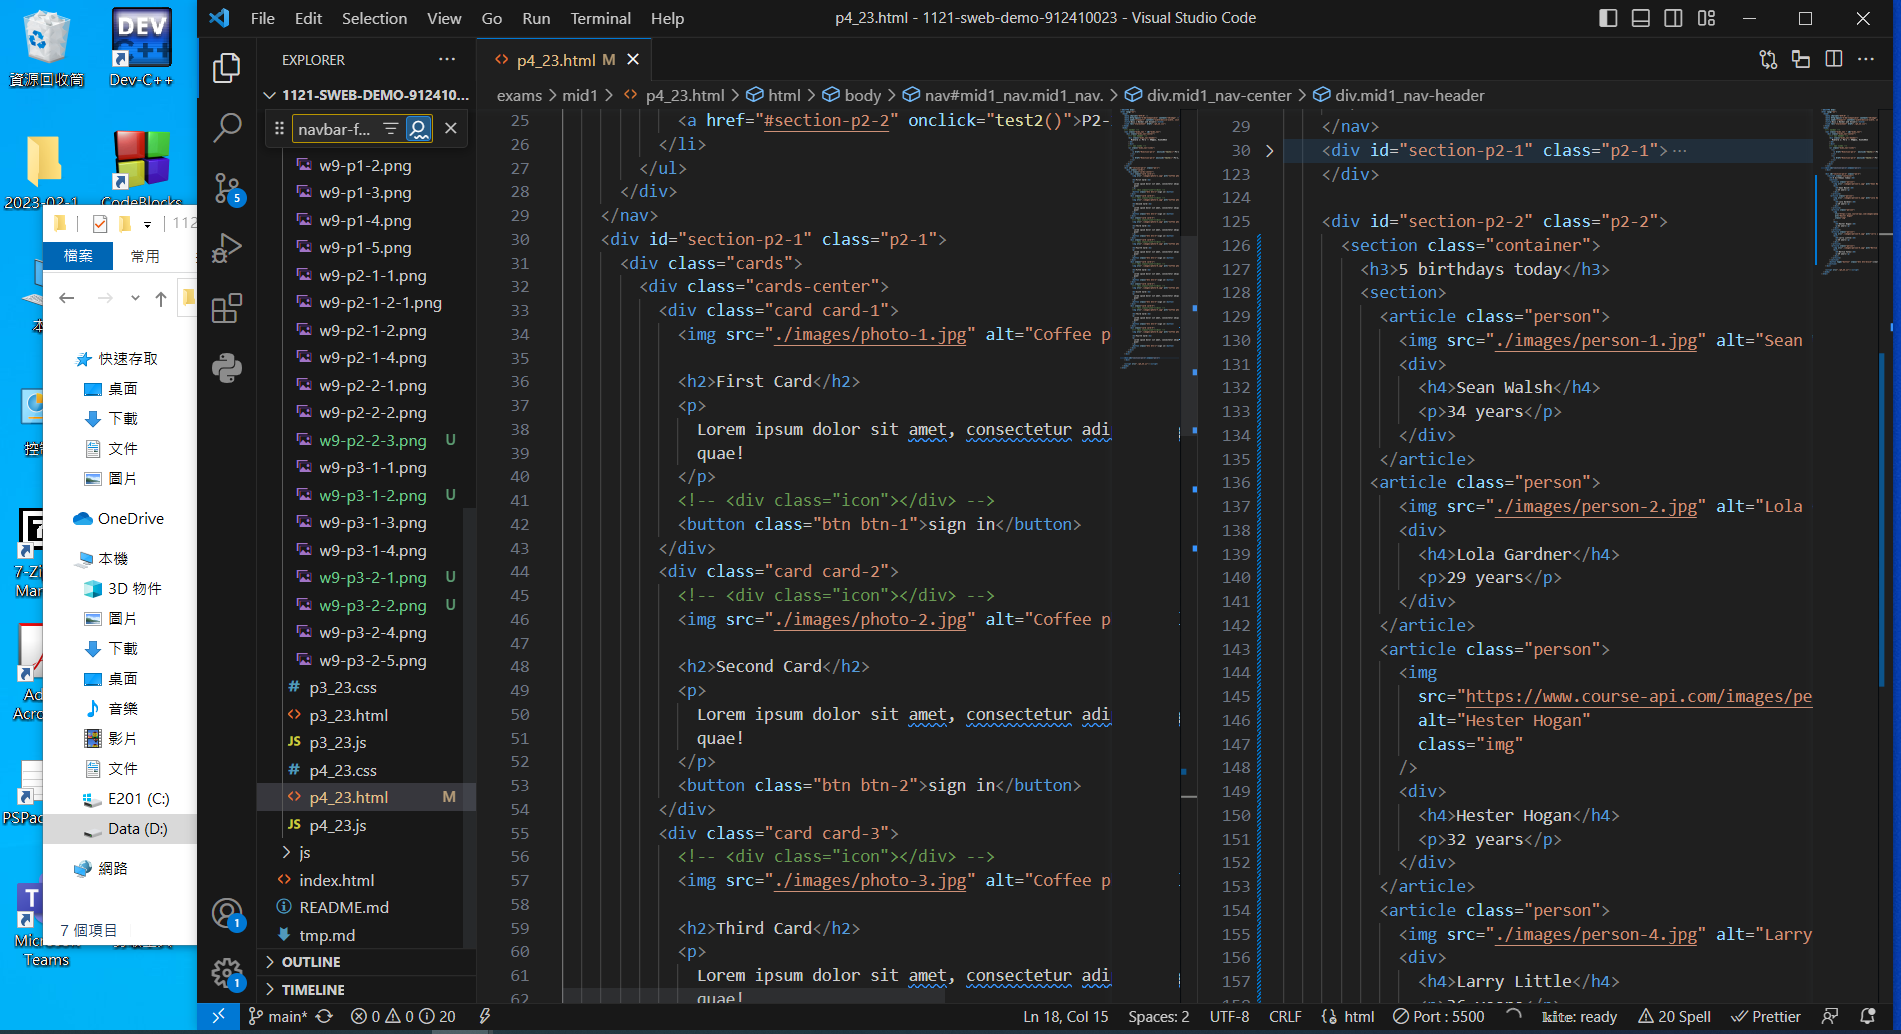 File Edit Selection View Go Run Terminal Help
p4_23.html - 1121-sweb-demo-912410023 - Visual Studio Code
資源回收筒
Dev-C++
2023-02-1
CodeBlocks
112
檔案
常用
快速存取
桌面
下載
文件
圖片
OneDrive
本機
3D 物件
圖片
下載
桌面
音樂
影片
文件
E201 (C:)
Data (D:)
網路
7 個項目
7-Zi
Mar
Ad
Acro
PSPad
Micros
Teams
EXPLORER
1121-SWEB-DEMO-912410...
navbar-f...
w9-p1-2.png
w9-p1-3.png
w9-p1-4.png
w9-p1-5.png
w9-p2-1-1.png
w9-p2-1-2-1.png
w9-p2-1-2.png
w9-p2-1-4.png
w9-p2-2-1.png
w9-p2-2-2.png
w9-p2-2-3.png U
w9-p3-1-1.png
w9-p3-1-2.png U
w9-p3-1-3.png
w9-p3-1-4.png
w9-p3-2-1.png U
w9-p3-2-2.png U
w9-p3-2-4.png
w9-p3-2-5.png
# p3_23.css
<> p3_23.html
JS p3_23.js
# p4_23.css
<> p4_23.html M
JS p4_23.js
js
<> index.html
README.md
tmp.md
OUTLINE
TIMELINE
5
1
1
<> p4_23.html M
exams > mid1 > <> p4_23.html > html > body > nav#mid1_nav.mid1_nav. > div.mid1_nav-center > div.mid1_nav-header
25 <a href="#section-p2-2" onclick="test2()">P2-
26 </li>
27 </ul>
28 </div>
29 </nav>
30 <div id="section-p2-1" class="p2-1">
31 <div class="cards">
32 <div class="cards-center">
33 <div class="card card-1">
34 <img src="./images/photo-1.jpg" alt="Coffee p
35
36 <h2>First Card</h2>
37 <p>
38 Lorem ipsum dolor sit amet, consectetur adi
39 quae!
40 </p>
41 <!-- <div class="icon"></div> -->
42 <button class="btn btn-1">sign in</button>
43 </div>
44 <div class="card card-2">
45 <!-- <div class="icon"></div> -->
46 <img src="./images/photo-2.jpg" alt="Coffee p
47
48 <h2>Second Card</h2>
49 <p>
50 Lorem ipsum dolor sit amet, consectetur adi
51 quae!
52 </p>
53 <button class="btn btn-2">sign in</button>
54 </div>
55 <div class="card card-3">
56 <!-- <div class="icon"></div> -->
57 <img src="./images/photo-3.jpg" alt="Coffee p
58
59 <h2>Third Card</h2>
60 <p>
61 Lorem ipsum dolor sit amet, consectetur adi
62 quae!
29 </nav>
30 <div id="section-p2-1" class="p2-1">···
123 </div>
124
125 <div id="section-p2-2" class="p2-2">
126 <section class="container">
127 <h3>5 birthdays today</h3>
128 <section>
129 <article class="person">
130 <img src="./images/person-1.jpg" alt="Sean
131 <div>
132 <h4>Sean Walsh</h4>
133 <p>34 years</p>
134 </div>
135 </article>
136 <article class="person">
137 <img src="./images/person-2.jpg" alt="Lola
138 <div>
139 <h4>Lola Gardner</h4>
140 <p>29 years</p>
141 </div>
142 </article>
143 <article class="person">
144 <img
145 src="https://www.course-api.com/images/pe
146 alt="Hester Hogan"
147 class="img"
148 />
149 <div>
150 <h4>Hester Hogan</h4>
151 <p>32 years</p>
152 </div>
153 </article>
154 <article class="person">
155 <img src="./images/person-4.jpg" alt="Larry
156 <div>
157 <h4>Larry Little</h4>
main* 0 0 20
Ln 18, Col 15 Spaces: 2 UTF-8 CRLF html Port : 5500 kite: ready 20 Spell Prettier